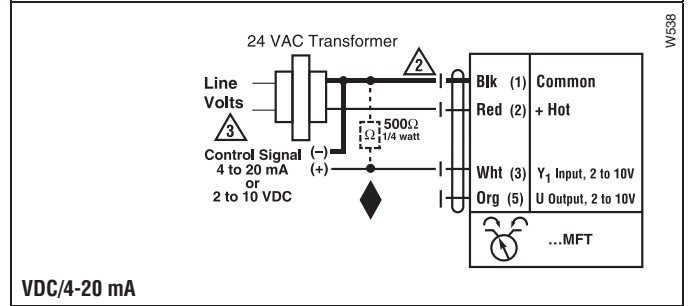 W538
24 VAC Transformer
Line
Volts
2
3
Blk (1) Common
Red (2) + Hot
Ω 500Ω
1/4 watt
Control Signal (–)
4 to 20 mA (+)
or
2 to 10 VDC
Wht (3) Y₁ Input, 2 to 10V
Org (5) U Output, 2 to 10V
...MFT
VDC/4-20 mA